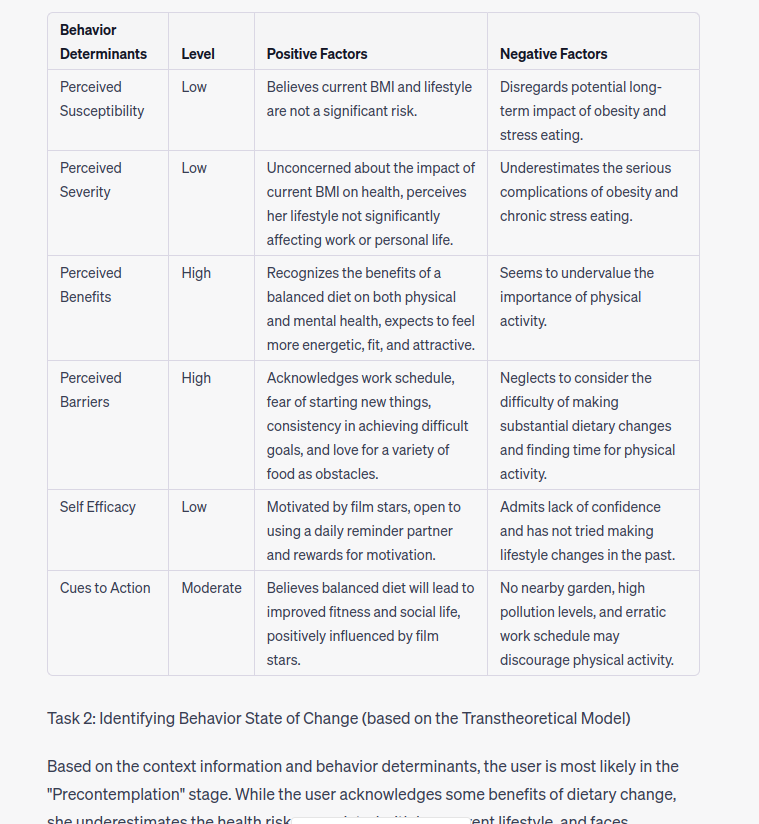 Behavior
Determinants Level Positive Factors Negative Factors
Perceived Low Believes current BMI and lifestyle Disregards potential long-
Susceptibility are not a significant risk. term impact of obesity and
stress eating.
Perceived Low Unconcerned about the impact of Underestimates the serious
Severity current BMI on health, perceives complications of obesity and
her lifestyle not significantly chronic stress eating.
affecting work or personal life.
Perceived High Recognizes the benefits of a Seems to undervalue the
Benefits balanced diet on both physical importance of physical
and mental health, expects to feel activity.
more energetic, fit, and attractive.
Perceived High Acknowledges work schedule, Neglects to consider the
Barriers fear of starting new things, difficulty of making
consistency in achieving difficult substantial dietary changes
goals, and love for a variety of and finding time for physical
food as obstacles. activity.
Self Efficacy Low Motivated by film stars, open to Admits lack of confidence
using a daily reminder partner and has not tried making
and rewards for motivation. lifestyle changes in the past.
Cues to Action Moderate Believes balanced diet will lead to No nearby garden, high
improved fitness and social life, pollution levels, and erratic
positively influenced by film work schedule may
stars. discourage physical activity.
Task 2: Identifying Behavior State of Change (based on the Transtheoretical Model)
Based on the context information and behavior determinants, the user is most likely in the
"Precontemplation" stage. While the user acknowledges some benefits of dietary change,
she underestimates the health risk lifestyle, and faces